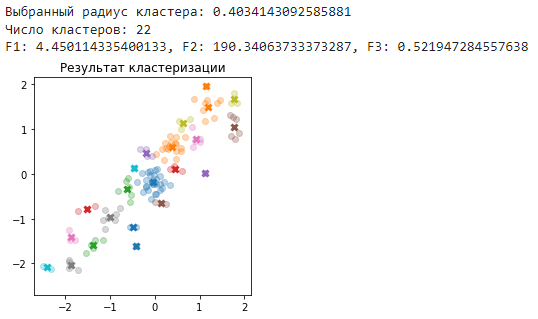 Выбранный радиус кластера: 0.4034143092585881
Число кластеров: 22
F1: 4.450114335400133, F2: 190.34063733373287, F3: 0.521947284557638
Результат кластеризации
2
1
0
−1
−2
−2 −1 0 1 2